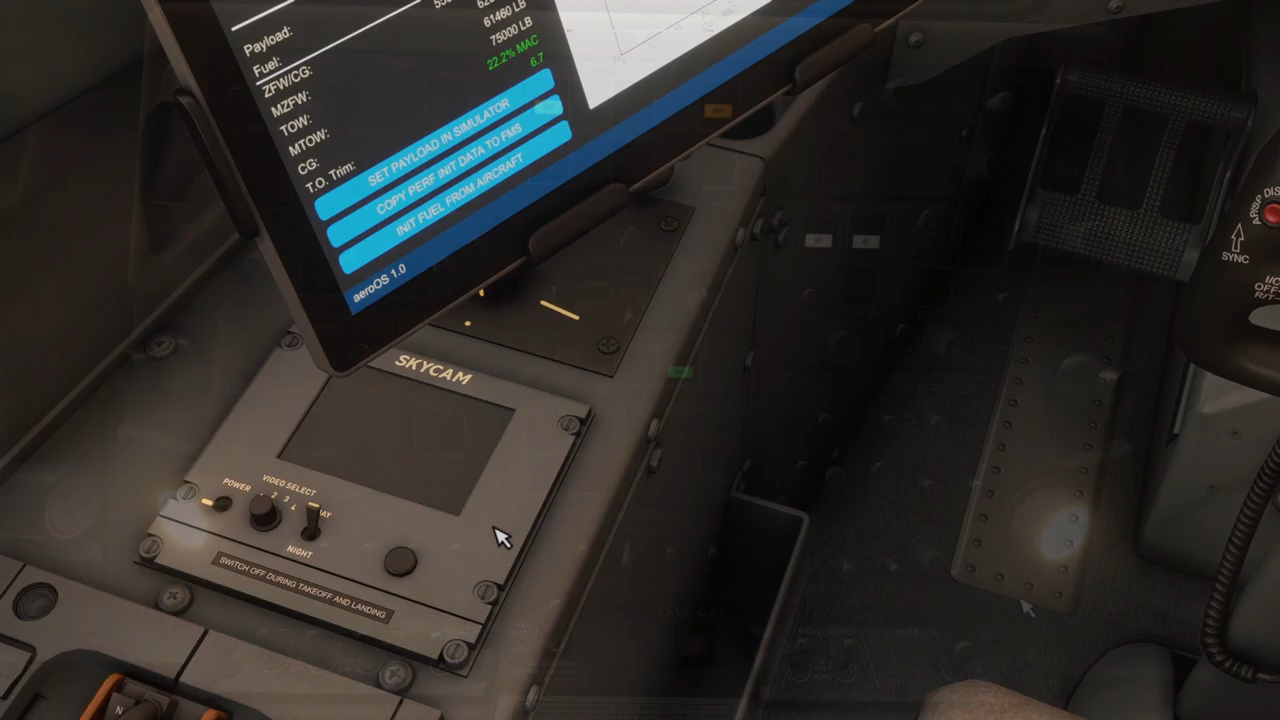 61460 LB
75000 LB
22.2% MAC
6.7
Payload:
Fuel:
ZFW/CG:
MZFW:
TOW:
MTOW:
CG:
T.O. Trim:
SET PAYLOAD IN SIMULATOR
COPY PERF INIT DATA TO FMS
INIT FUEL FROM AIRCRAFT
aeroOS 1.0
SYNC
SKYCAM
POWER
VIDEO SELECT
2
3
4
NIGHT
SWITCH OFF DURING TAKEOFF AND LANDING
N